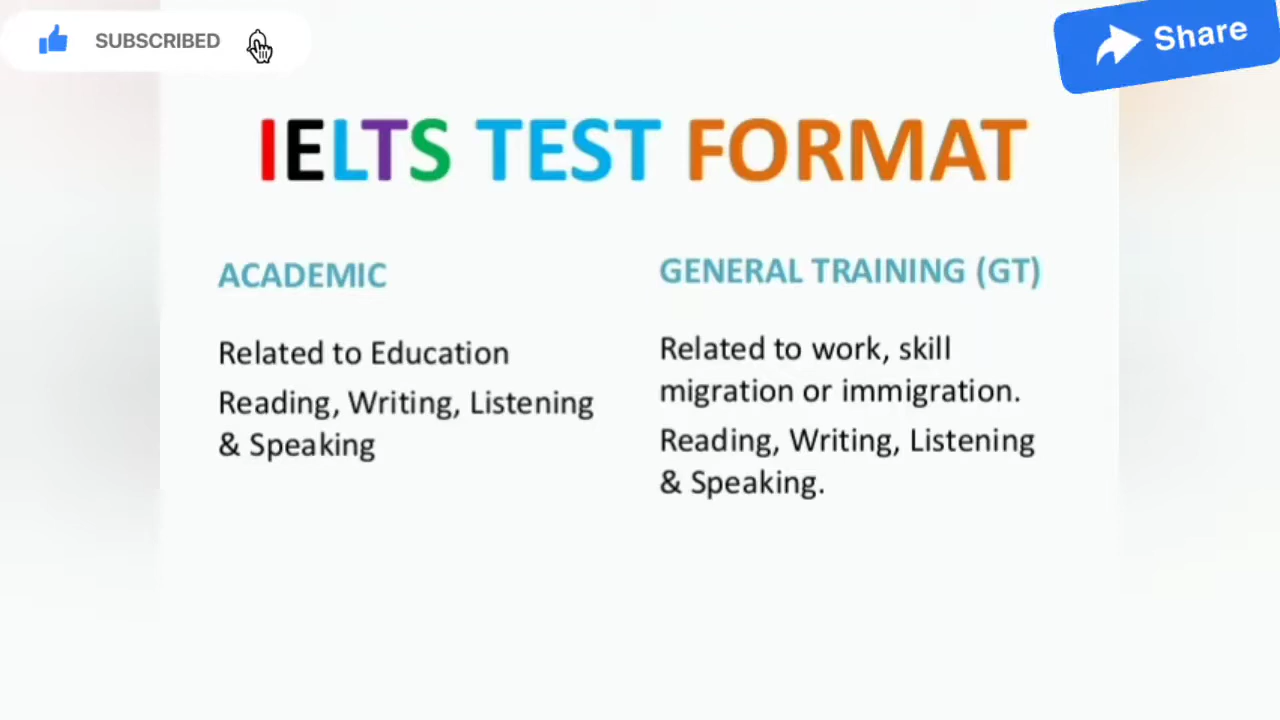 SUBSCRIBED
Share
IELTS TEST FORMAT
ACADEMIC
Related to Education
Reading, Writing, Listening
& Speaking
GENERAL TRAINING (GT)
Related to work, skill
migration or immigration.
Reading, Writing, Listening
& Speaking.